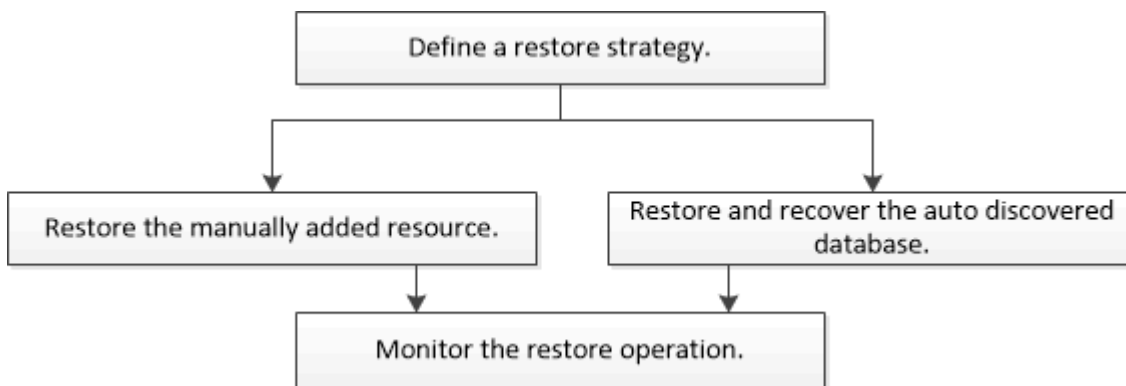 Define a restore strategy.
Restore the manually added resource.
Restore and recover the auto discovered
database.
Monitor the restore operation.